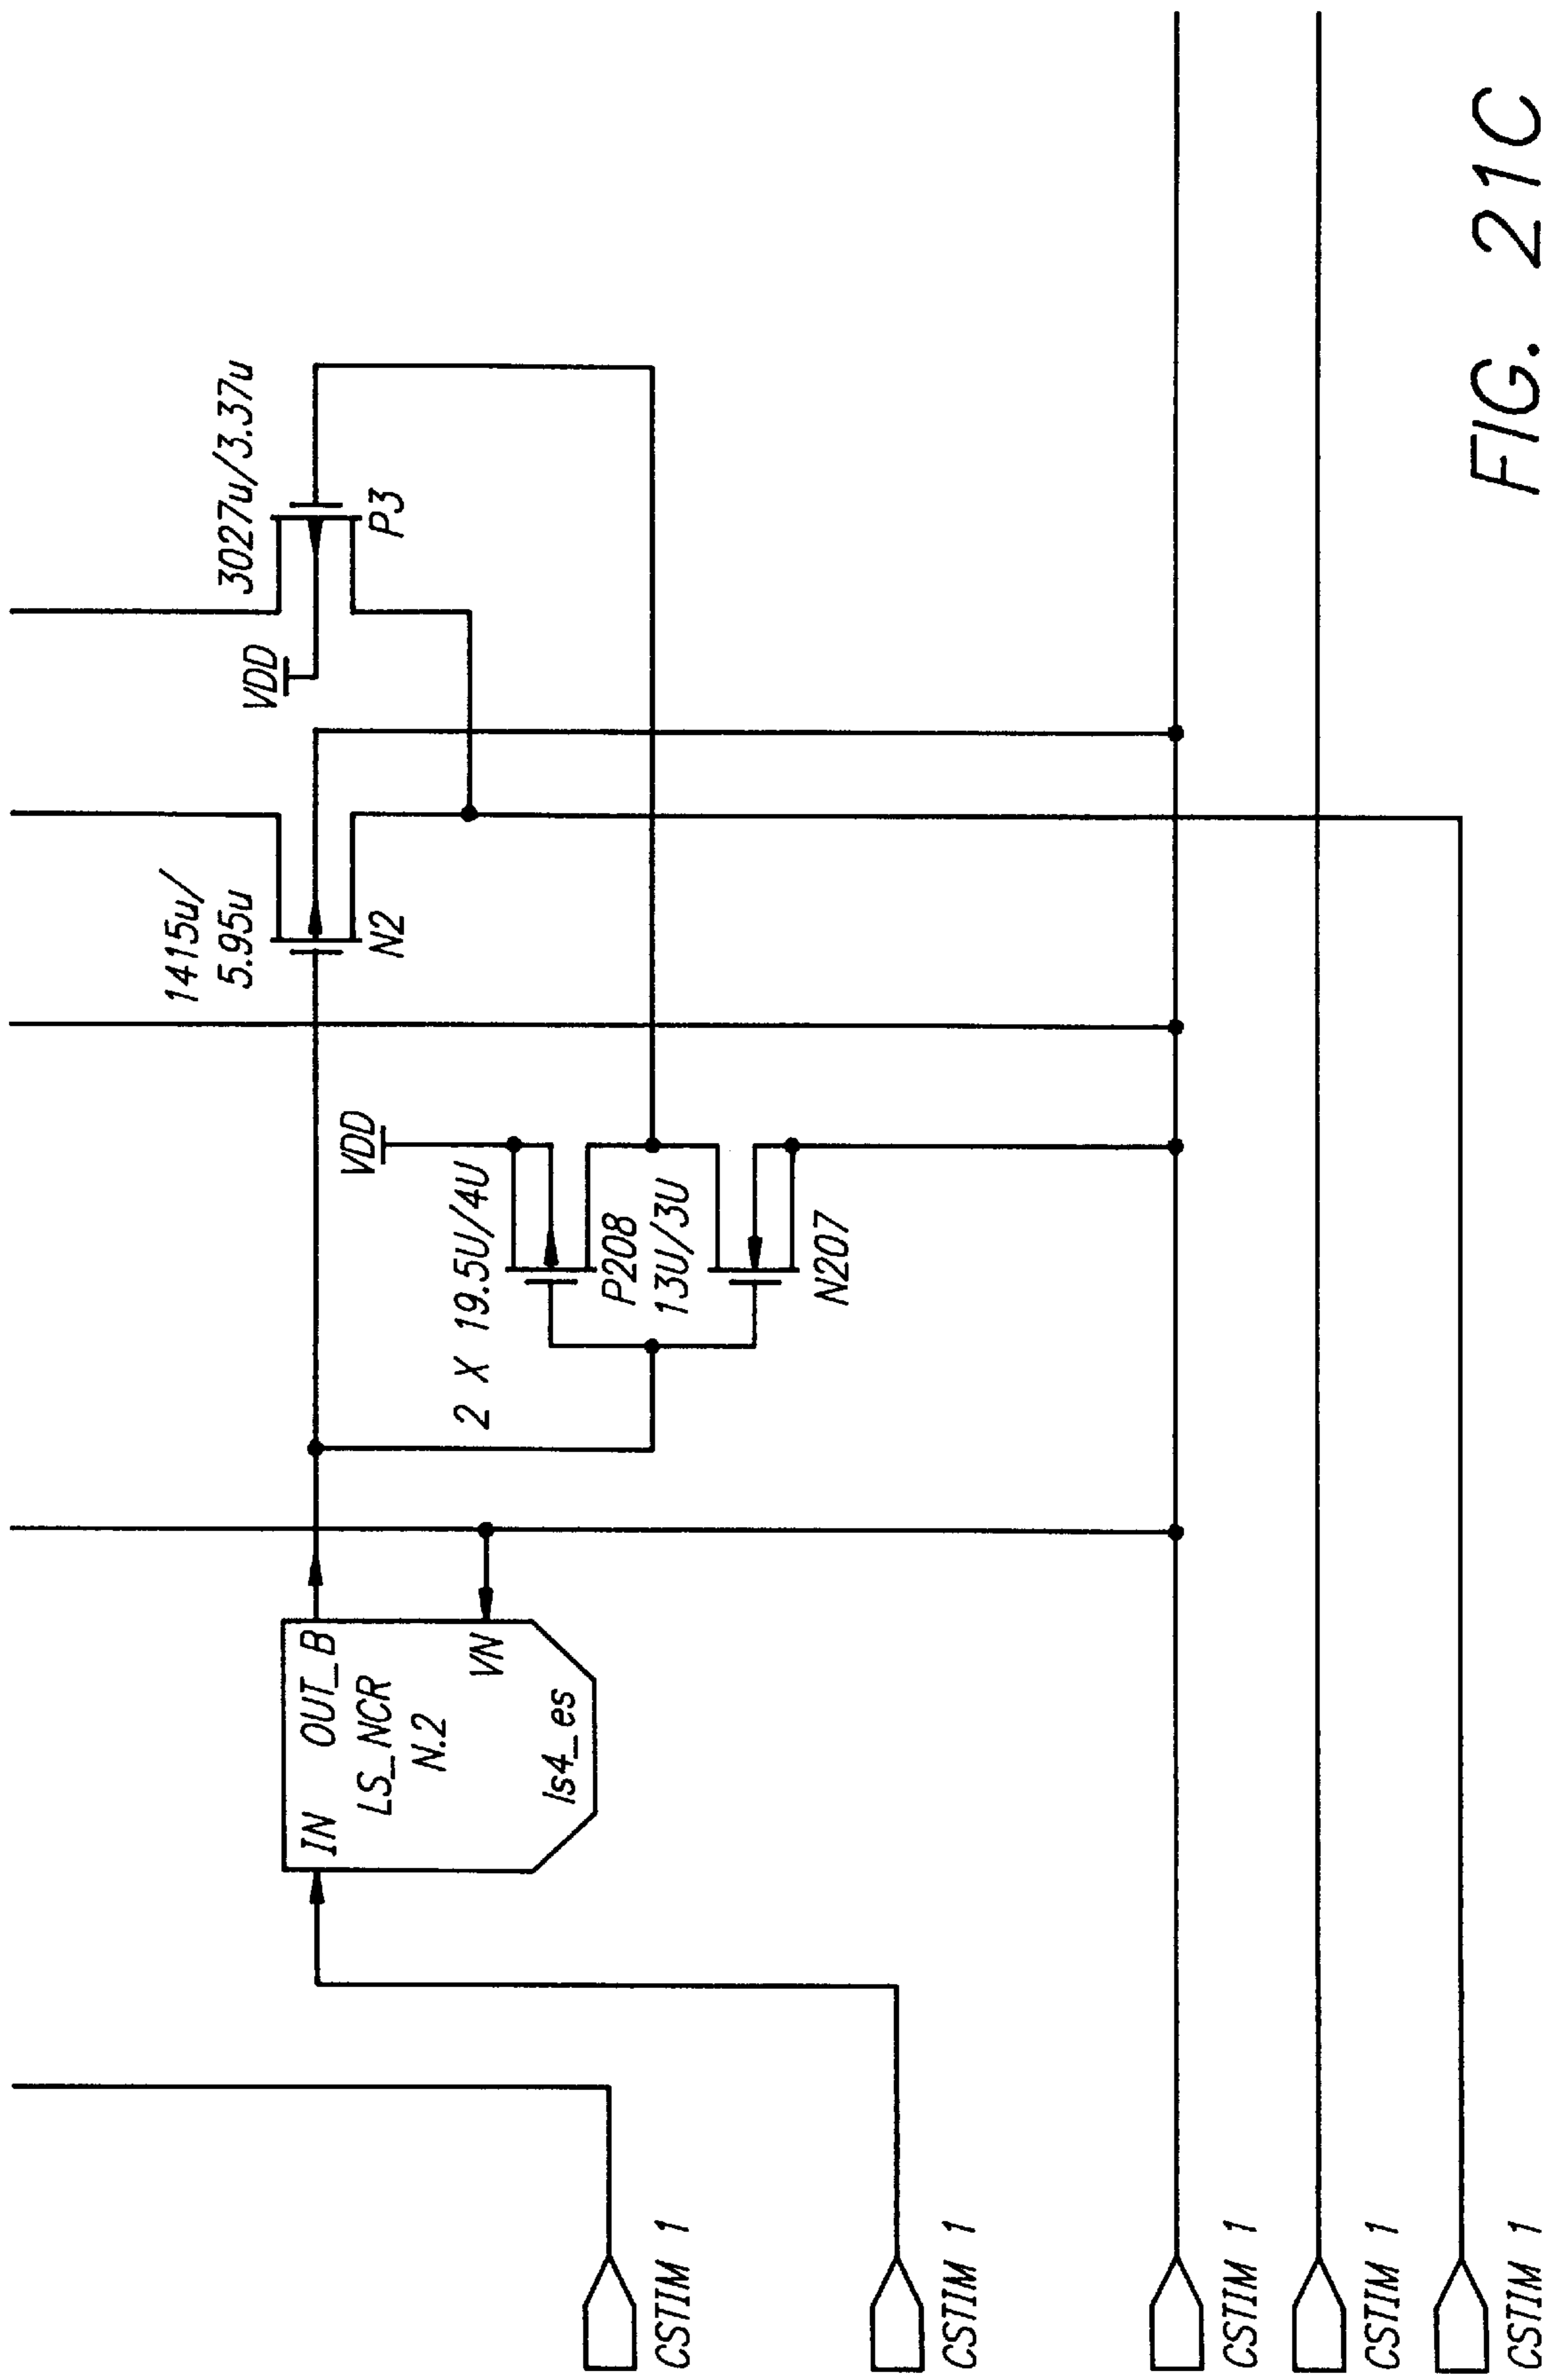 3027u/3.37u
P3
VDD
1415u/
5.95u
N2
VDD
2 X 19.5U/4U
P208
13U/3U
N207
IN OUT_B
LS_NCR
N.2
VN
ls4_es
CSTIM 1
CSTIM 1
CSTIM 1
CSTIM 1
CSTIM 1
FIG. 21C